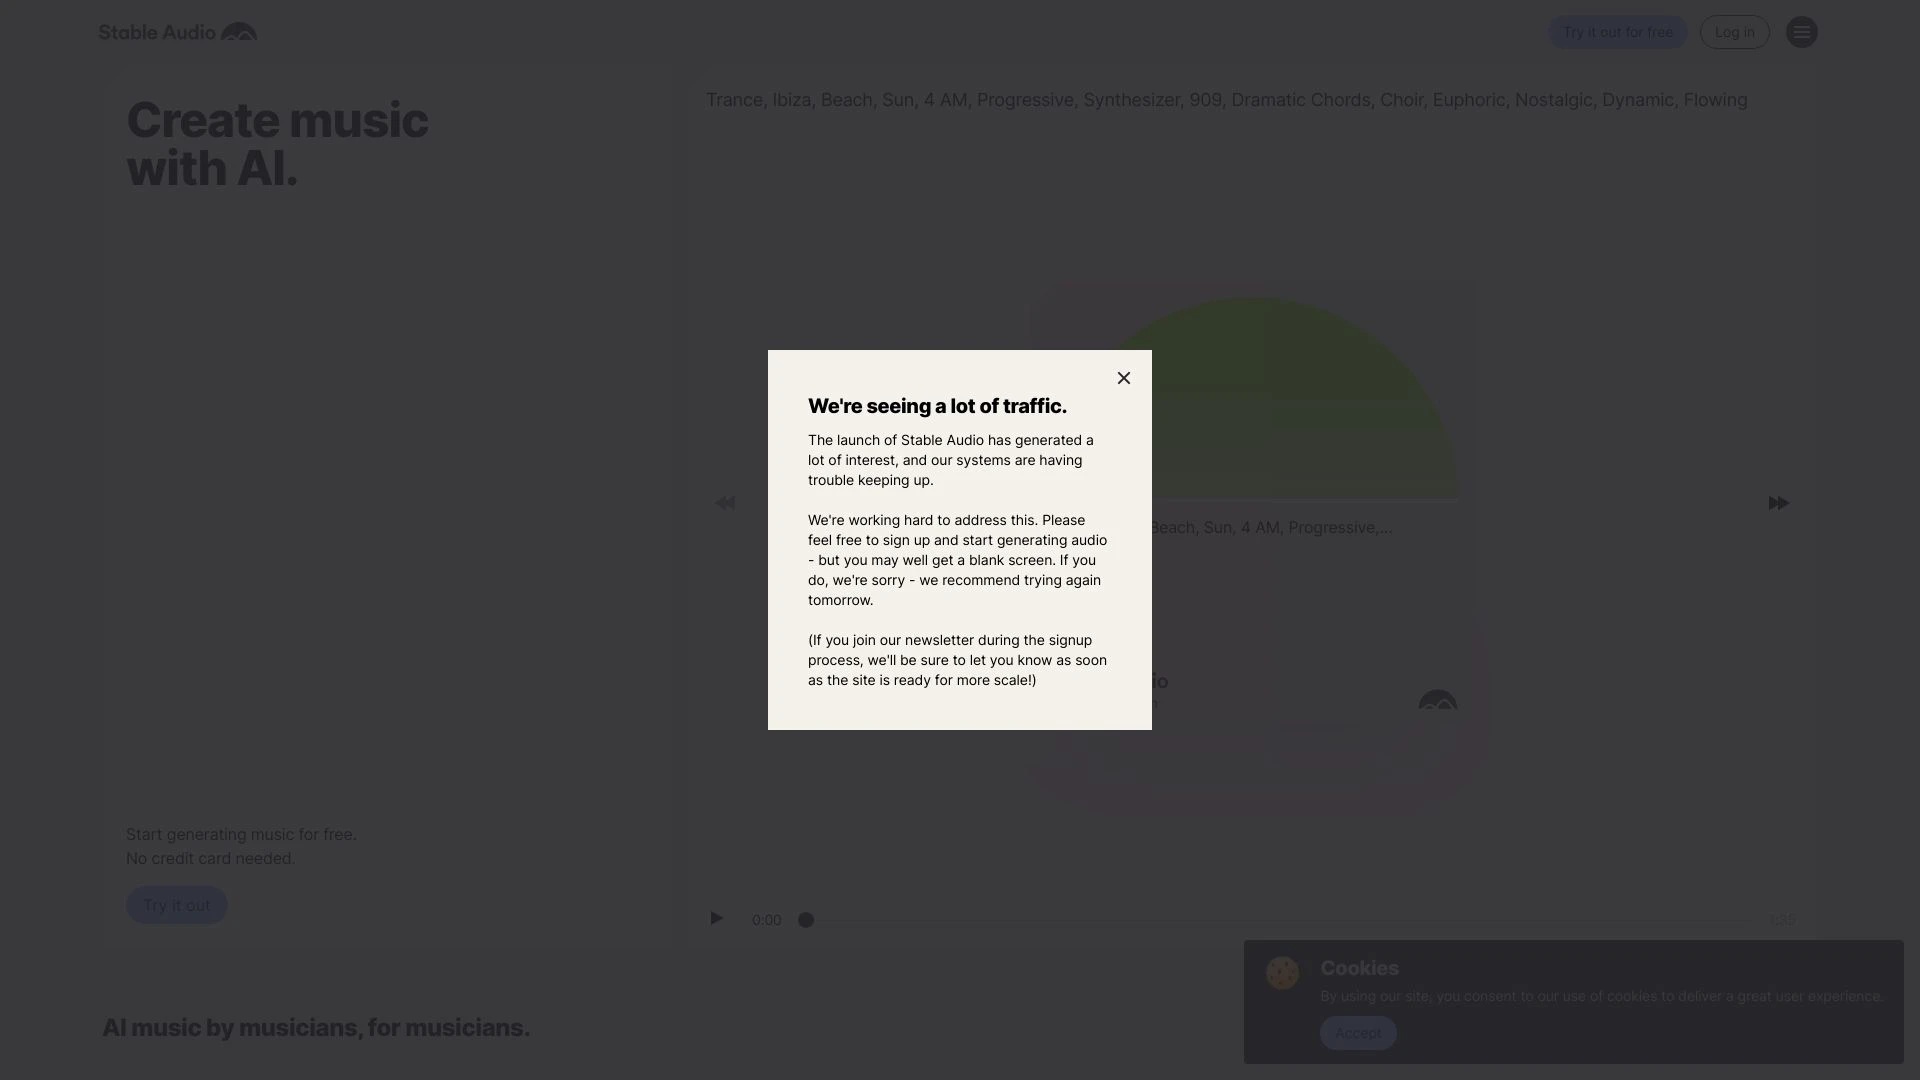 Stable Audio
Try it out for free
Log in
Create music
with AI.
Trance, Ibiza, Beach, Sun, 4 AM, Progressive, Synthesizer, 909, Dramatic Chords, Choir, Euphoric, Nostalgic, Dynamic, Flowing
We're seeing a lot of traffic.
The launch of Stable Audio has generated a
lot of interest, and our systems are having
trouble keeping up.
We're working hard to address this. Please
feel free to sign up and start generating audio
- but you may well get a blank screen. If you
do, we're sorry - we recommend trying again
tomorrow.
(If you join our newsletter during the signup
process, we'll be sure to let you know as soon
as the site is ready for more scale!)
Beach, Sun, 4 AM, Progressive,...
Start generating music for free.
No credit card needed.
Try it out
0:00
AI music by musicians, for musicians.
Cookies
By using our site, you consent to our use of cookies to deliver a great user experience.
Accept